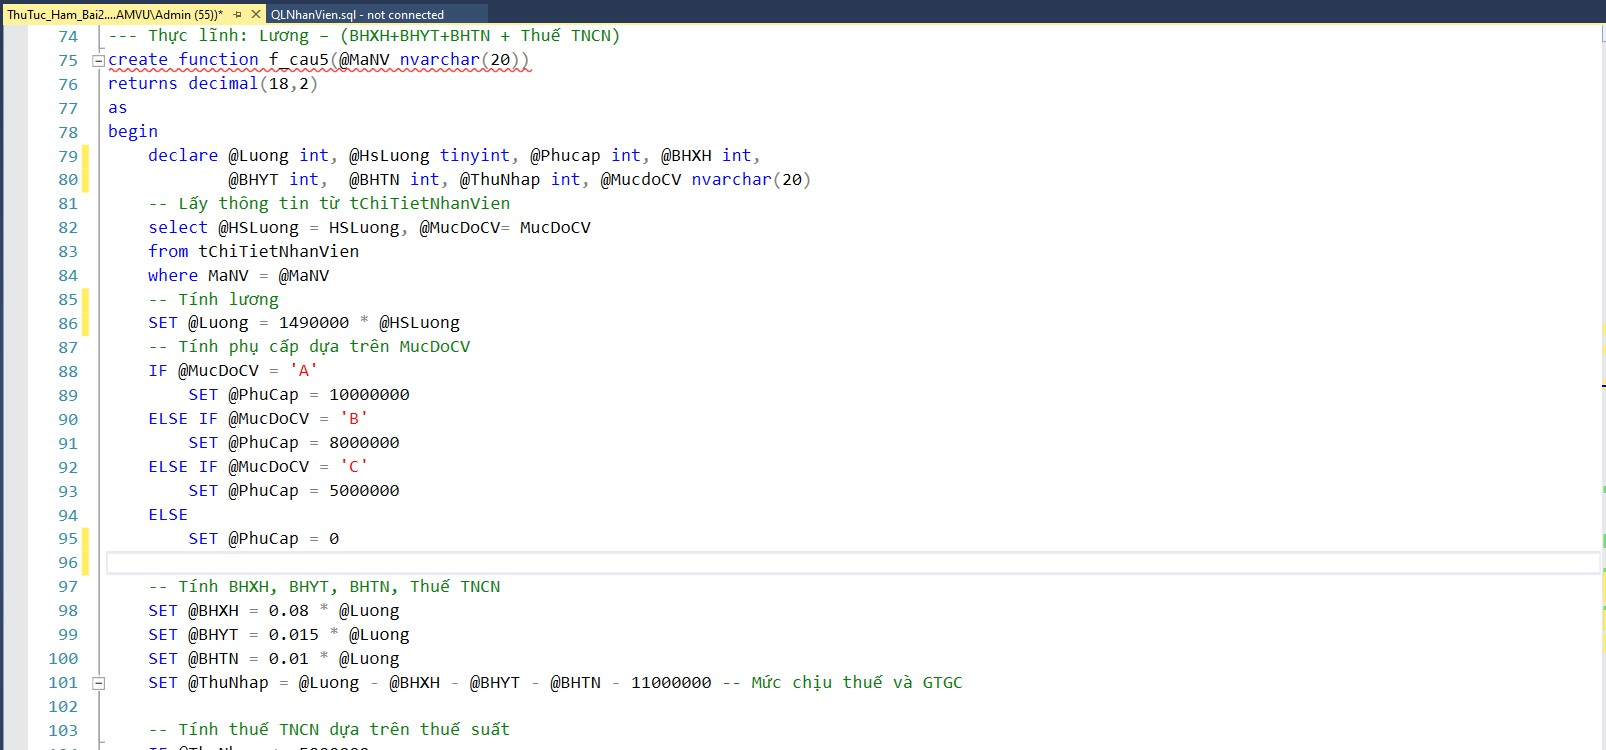 ThuTuc_Ham_Bai2....AMVU\Admin (55))*
QLNhanVien.sql - not connected
74 --- Thực lĩnh: Lương – (BHXH+BHYT+BHTN + Thuế TNCN)
75 create function f_cau5(@MaNV nvarchar(20))
76 returns decimal(18,2)
77 as
78 begin
79 declare @Luong int, @HsLuong tinyint, @Phucap int, @BHXH int,
80 @BHYT int, @BHTN int, @ThuNhap int, @MucdoCV nvarchar(20)
81 -- Lấy thông tin từ tChiTietNhanVien
82 select @HSLuong = HSLuong, @MucDoCV= MucDoCV
83 from tChiTietNhanVien
84 where MaNV = @MaNV
85 -- Tính lương
86 SET @Luong = 1490000 * @HSLuong
87 -- Tính phụ cấp dựa trên MucDoCV
88 IF @MucDoCV = 'A'
89 SET @PhuCap = 10000000
90 ELSE IF @MucDoCV = 'B'
91 SET @PhuCap = 8000000
92 ELSE IF @MucDoCV = 'C'
93 SET @PhuCap = 5000000
94 ELSE
95 SET @PhuCap = 0
96
97 -- Tính BHXH, BHYT, BHTN, Thuế TNCN
98 SET @BHXH = 0.08 * @Luong
99 SET @BHYT = 0.015 * @Luong
100 SET @BHTN = 0.01 * @Luong
101 SET @ThuNhap = @Luong - @BHXH - @BHYT - @BHTN - 11000000 -- Mức chịu thuế và GTGC
102
103 -- Tính thuế TNCN dựa trên thuế suất